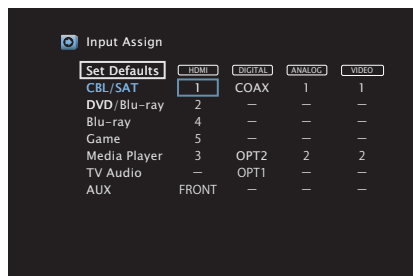 Input Assign
Set Defaults HDMI DIGITAL ANALOG VIDEO
CBL/SAT 1 COAX 1 1
DVD/Blu-ray 2 – – –
Blu-ray 4 – – –
Game 5 – – –
Media Player 3 OPT2 2 2
TV Audio – OPT1 – –
AUX FRONT – – –